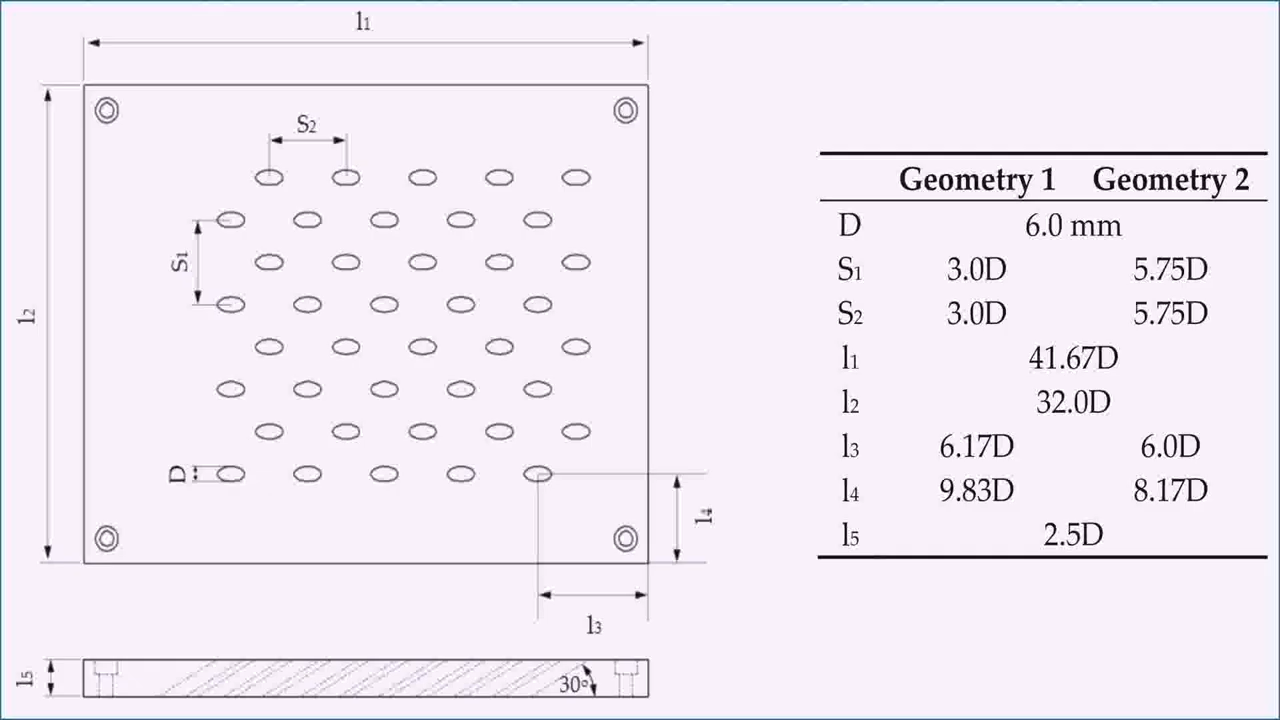 l1
S2
S1
l2
D
l4
l3
l5
30°
Geometry 1 Geometry 2
D 6.0 mm
S1 3.0D 5.75D
S2 3.0D 5.75D
l1 41.67D
l2 32.0D
l3 6.17D 6.0D
l4 9.83D 8.17D
l5 2.5D